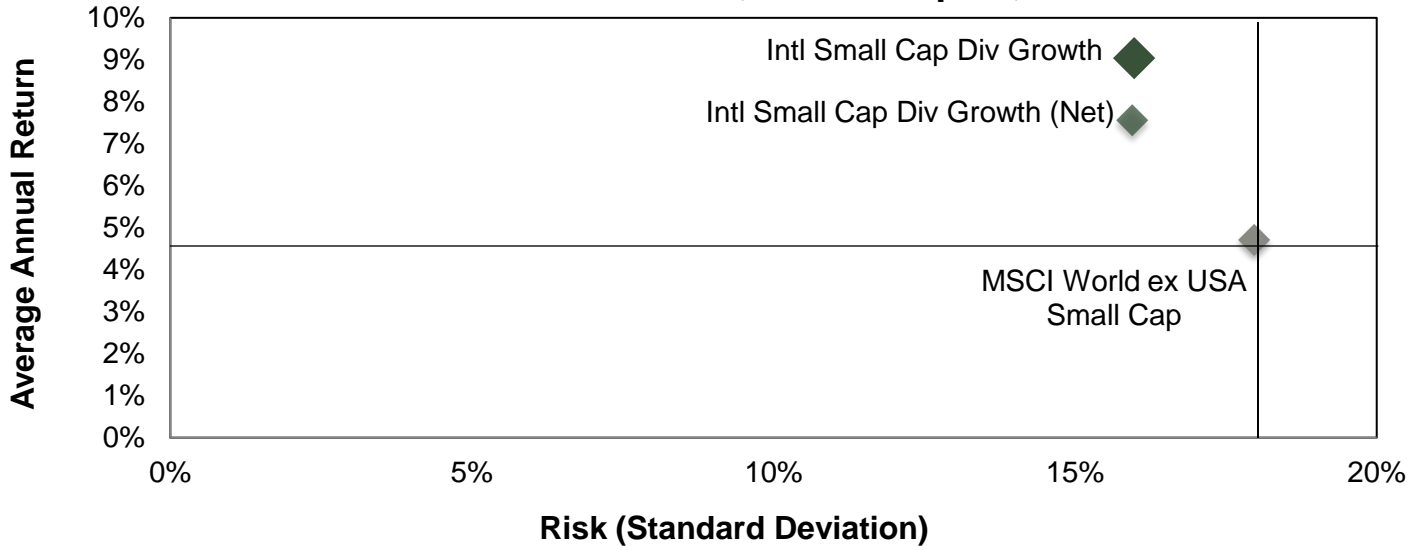 10%
9%
8%
7%
6%
5%
4%
3%
2%
1%
0%
Average Annual Return
Intl Small Cap Div Growth
Intl Small Cap Div Growth (Net)
MSCI World ex USA
Small Cap
0%
5%
10%
15%
20%
Risk (Standard Deviation)